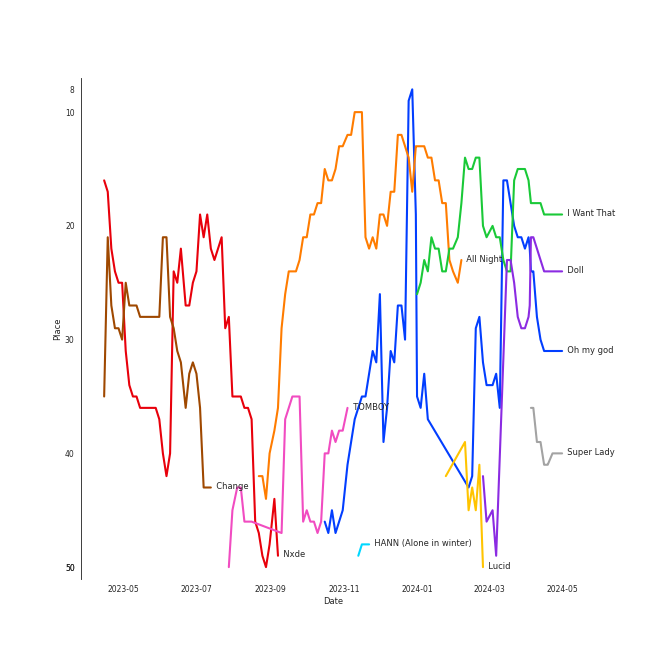 8
10
20
30
40
50
Place
I Want That
All Night
Doll
Oh my god
TOMBOY
Super Lady
Change
HANN (Alone in winter)
Nxde
Lucid
2023-05 2023-07 2023-09 2023-11 2024-01 2024-03 2024-05
Date